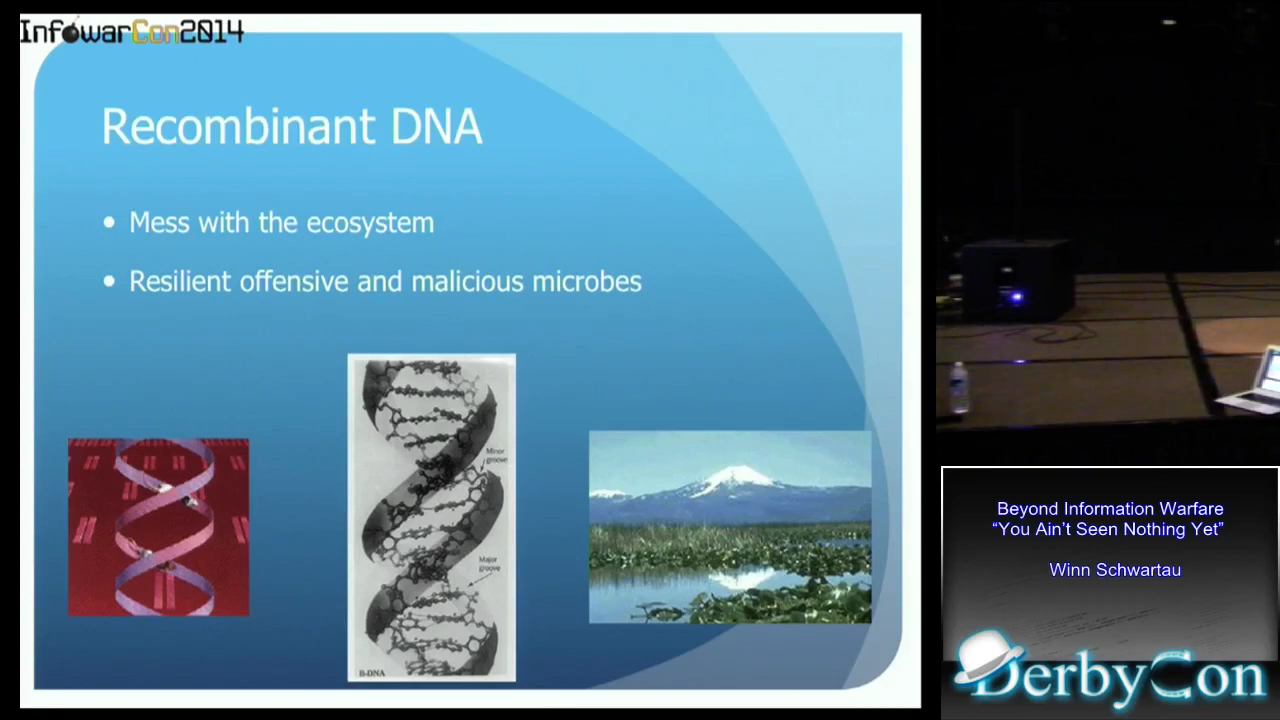 InfowarCon2014
Recombinant DNA
• Mess with the ecosystem
• Resilient offensive and malicious microbes
Minor
groove
Major
groove
B-DNA
Beyond Information Warfare
“You Ain’t Seen Nothing Yet”
Winn Schwartau
DerbyCon